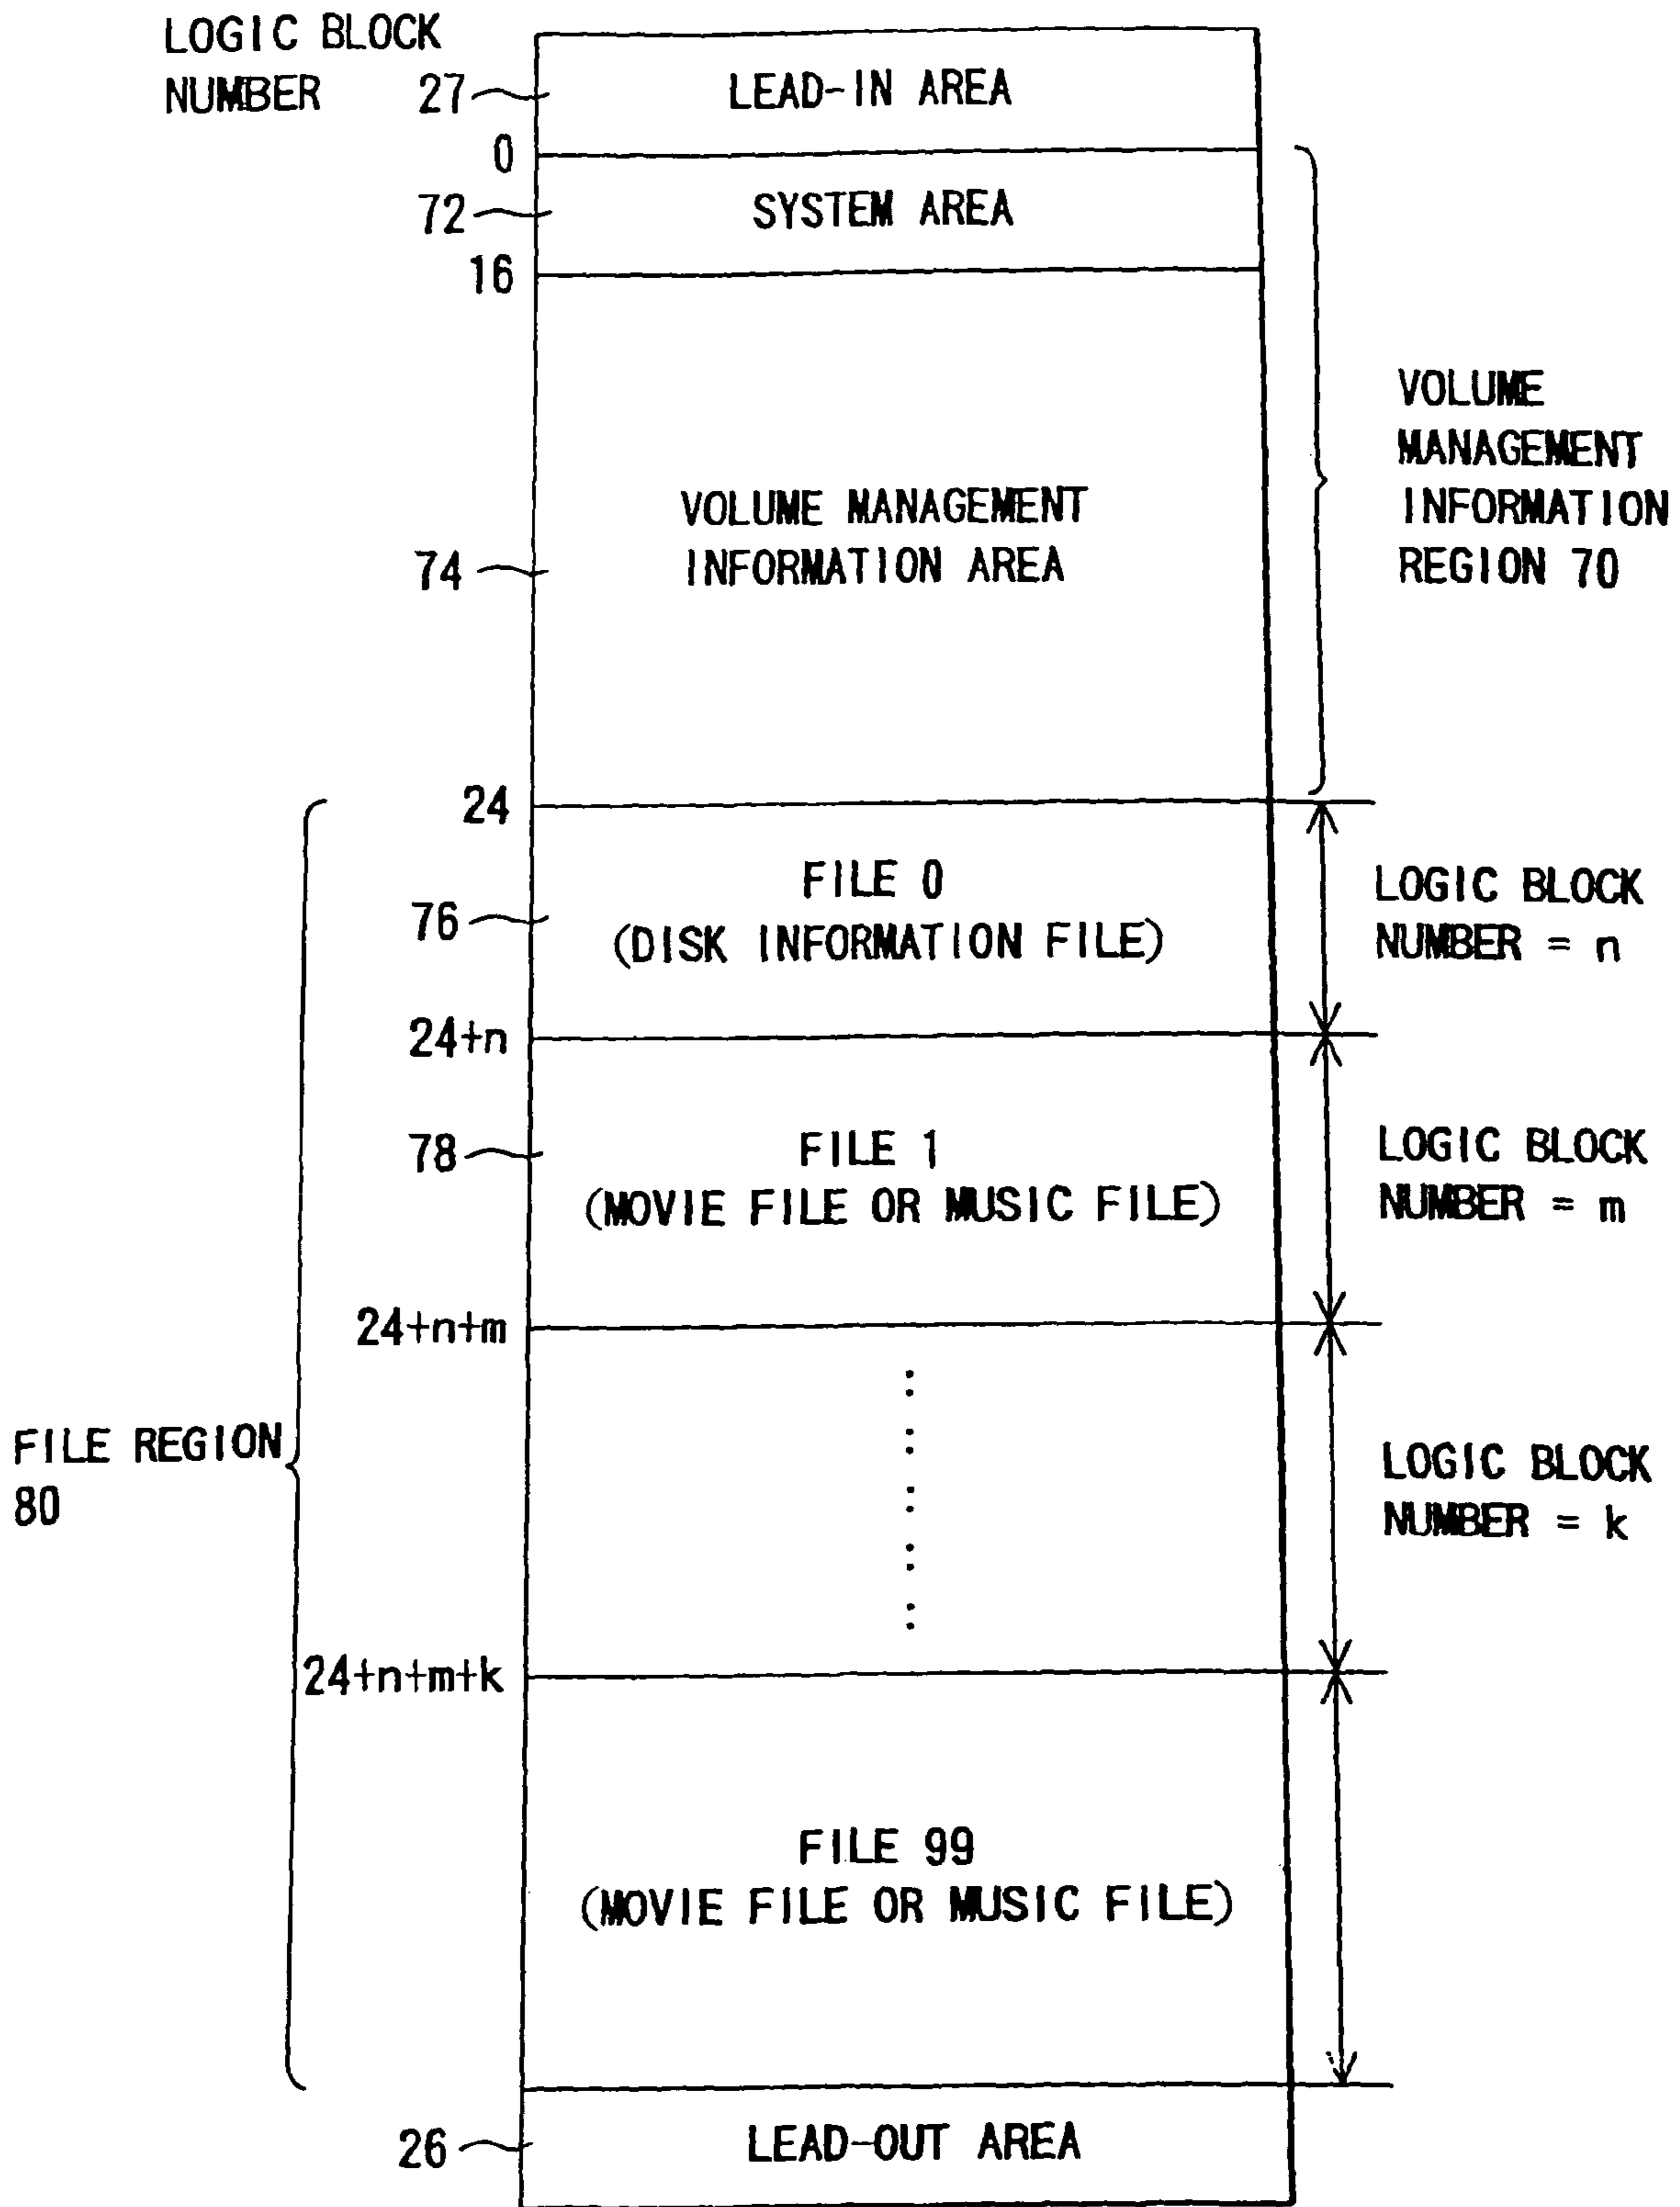 LOGIC BLOCK
NUMBER
27
LEAD-IN AREA
0
72
SYSTEM AREA
16
VOLUME
MANAGEMENT
INFORMATION
REGION 70
VOLUME MANAGEMENT
INFORMATION AREA
74
24
FILE 0
(DISK INFORMATION FILE)
76
LOGIC BLOCK
NUMBER = n
24+n
78
FILE 1
(MOVIE FILE OR MUSIC FILE)
LOGIC BLOCK
NUMBER = m
24+n+m
FILE REGION
80
LOGIC BLOCK
NUMBER = k
24+n+m+k
FILE 99
(MOVIE FILE OR MUSIC FILE)
26
LEAD-OUT AREA